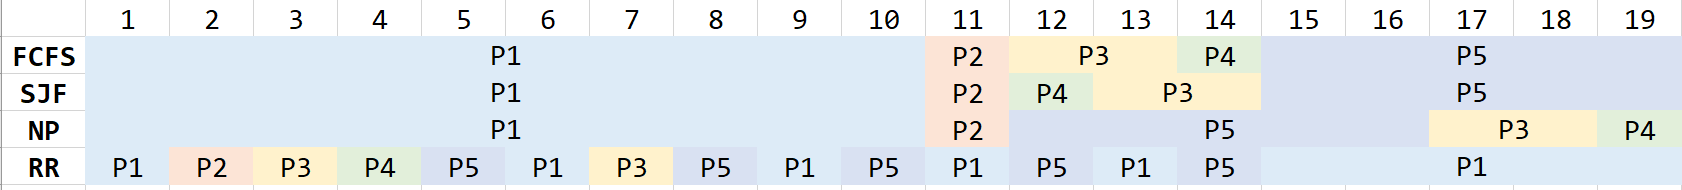 1 2 3 4 5 6 7 8 9 10 11 12 13 14 15 16 17 18 19
FCFS P1 P2 P3 P4 P5
SJF P1 P2 P4 P3 P5
NP P1 P2 P5 P3 P4
RR P1 P2 P3 P4 P5 P1 P3 P5 P1 P5 P1 P5 P1 P5 P1